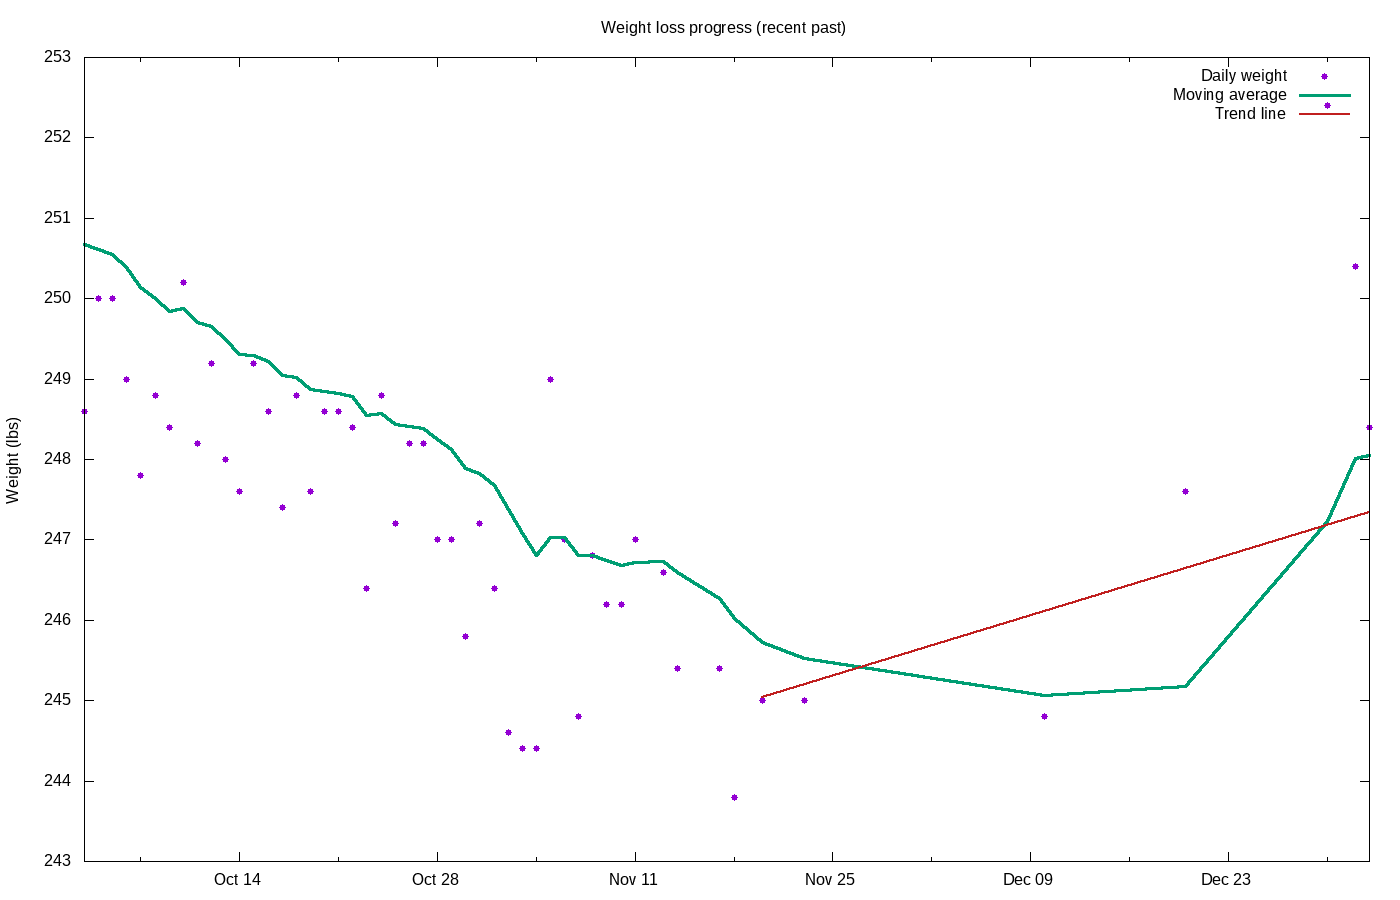 Weight loss progress (recent past)
253
252
251
250
249
248
247
246
245
244
243
Weight (lbs)
Daily weight
Moving average
Trend line
Oct 14
Oct 28
Nov 11
Nov 25
Dec 09
Dec 23